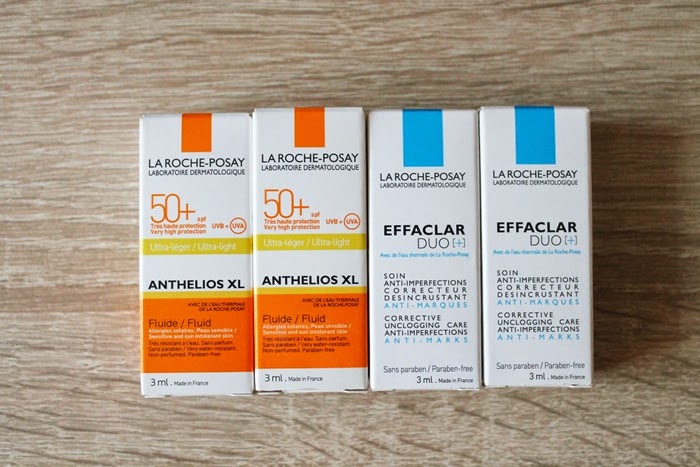 LA ROCHE-POSAY
LABORATOIRE DERMATOLOGIQUE
50+ spf
Très haute protection
Very high protection
UVB + UVA
Ultra-léger / Ultra-light
ANTHELIOS XL
AVEC DE L'EAU THERMALE
DE LA ROCHE-POSAY
Fluide / Fluid
Allergies solaires, Peau sensible /
Sensitive and sun intolerant skin
Très résistant à l'eau. Sans parfum.
Sans paraben / Very water-resistant.
Non-perfumed. Paraben-free.
3 ml. Made in France
LA ROCHE-POSAY
LABORATOIRE DERMATOLOGIQUE
50+ spf
Très haute protection
Very high protection
UVB + UVA
Ultra-léger / Ultra-light
ANTHELIOS XL
AVEC DE L'EAU THERMALE
DE LA ROCHE-POSAY
Fluide / Fluid
Allergies solaires, Peau sensible /
Sensitive and sun intolerant skin
Très résistant à l'eau. Sans parfum.
Sans paraben / Very water-resistant.
Non-perfumed. Paraben-free.
3 ml. Made in France
LA ROCHE-POSAY
LABORATOIRE DERMATOLOGIQUE
EFFACLAR
DUO [+]
Avec de l'eau thermale de La Roche-Posay
SOIN
ANTI-IMPERFECTIONS
CORRECTEUR
DESINCRUSTANT
ANTI-MARQUES
CORRECTIVE
UNCLOGGING CARE
ANTI-IMPERFECTIONS
ANTI-MARKS
Sans paraben / Paraben-free
3 ml. Made in France
LA ROCHE-POSAY
LABORATOIRE DERMATOLOGIQUE
EFFACLAR
DUO [+]
Avec de l'eau thermale de La Roche-Posay
SOIN
ANTI-IMPERFECTIONS
CORRECTEUR
DESINCRUSTANT
ANTI-MARQUES
CORRECTIVE
UNCLOGGING CARE
ANTI-IMPERFECTIONS
ANTI-MARKS
Sans paraben / Paraben-free
3 ml. Made in France